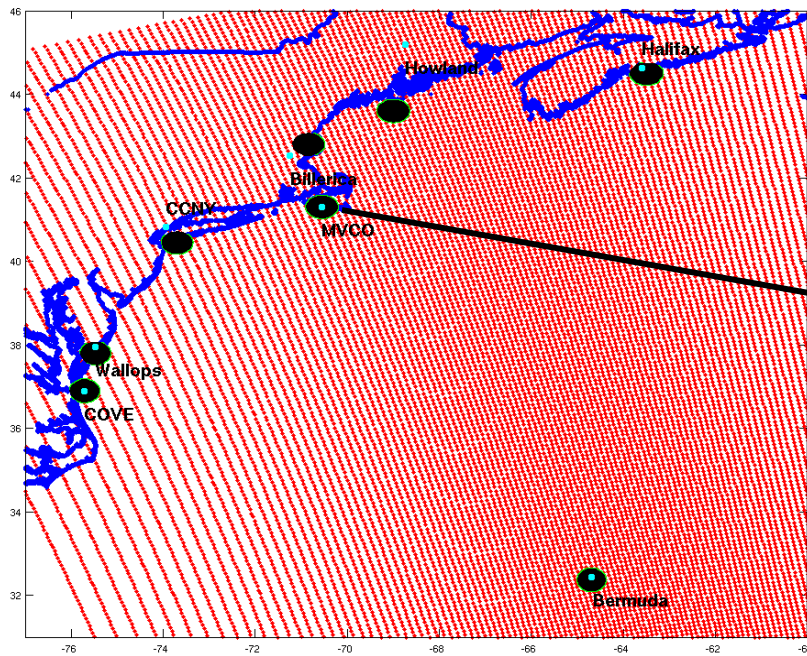 46
44
42
40
38
36
34
32
Halifax
Howland
Billerica
CCNY
MVCO
Wallops
COVE
Bermuda
-76 -74 -72 -70 -68 -66 -64 -62